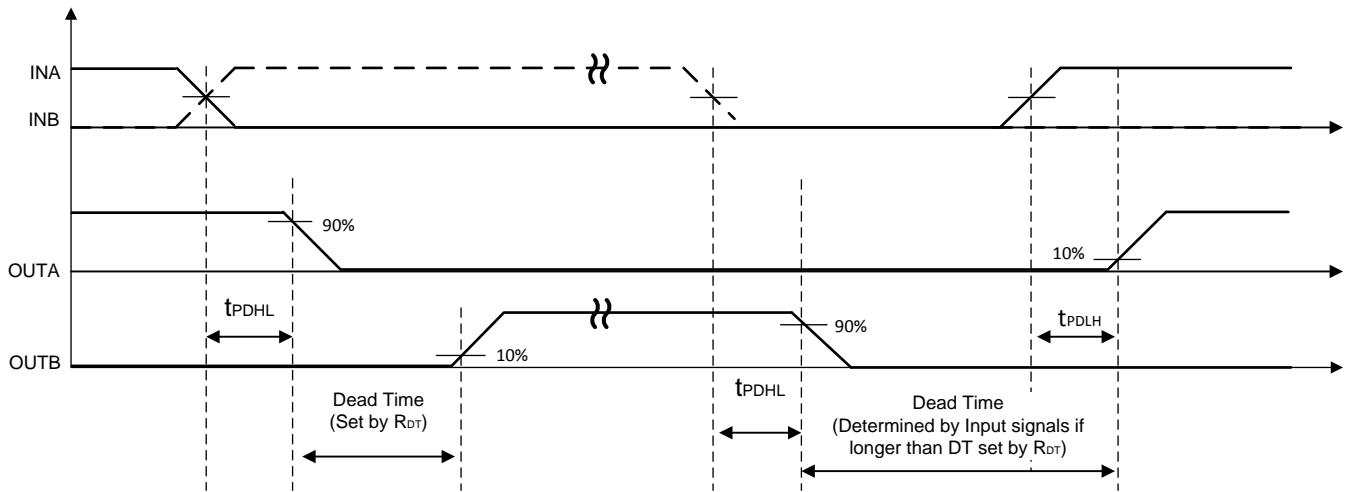 INA
INB
90%
10%
OUTA
tPDHL
tPDLH
90%
10%
OUTB
Dead Time
(Set by RDT)
tPDHL
Dead Time
(Determined by Input signals if
longer than DT set by RDT)